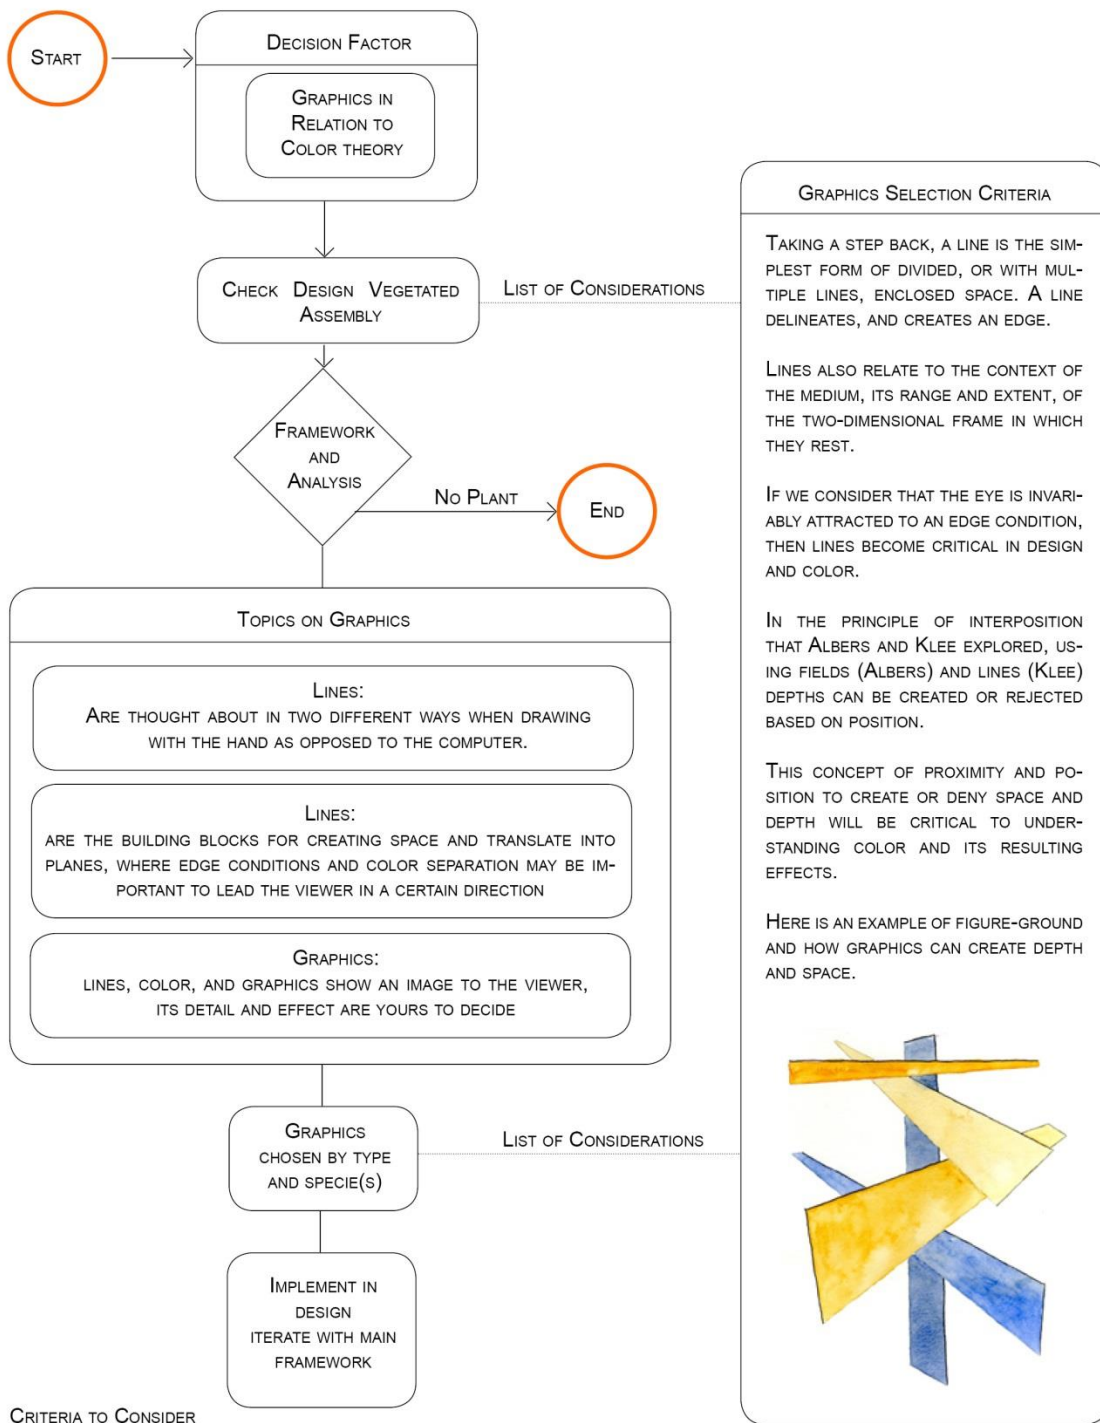 Start
Decision Factor
Graphics in
Relation to
Color theory
Check Design Vegetated
Assembly
List of Considerations
Framework
and
Analysis
No Plant
End
Topics on Graphics
Lines:
Are thought about in two different ways when drawing
with the hand as opposed to the computer.
Lines:
are the building blocks for creating space and translate into
planes, where edge conditions and color separation may be im-
portant to lead the viewer in a certain direction
Graphics:
lines, color, and graphics show an image to the viewer,
its detail and effect are yours to decide
Graphics
chosen by type
and specie(s)
List of Considerations
Implement in
design
iterate with main
framework
Graphics Selection Criteria
Taking a step back, a line is the sim-
plest form of divided, or with mul-
tiple lines, enclosed space. A line
delineates, and creates an edge.
Lines also relate to the context of
the medium, its range and extent, of
the two-dimensional frame in which
they rest.
If we consider that the eye is invari-
ably attracted to an edge condition,
then lines become critical in design
and color.
In the principle of interposition
that Albers and Klee explored, us-
ing fields (Albers) and lines (Klee)
depths can be created or rejected
based on position.
This concept of proximity and po-
sition to create or deny space and
depth will be critical to under-
standing color and its resulting
effects.
Here is an example of figure-ground
and how graphics can create depth
and space.
Criteria to Consider